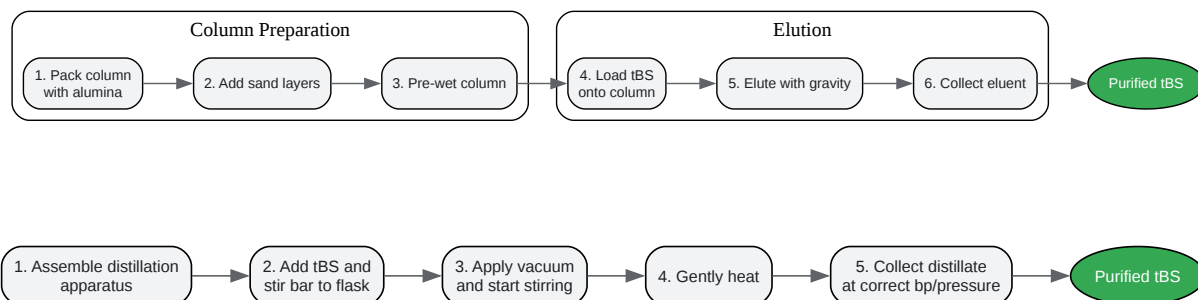 Column Preparation
Elution
1. Pack column
with alumina
2. Add sand layers
3. Pre-wet column
4. Load tBS
onto column
5. Elute with gravity
6. Collect eluent
Purified tBS
1. Assemble distillation
apparatus
2. Add tBS and
stir bar to flask
3. Apply vacuum
and start stirring
4. Gently heat
5. Collect distillate
at correct bp/pressure
Purified tBS